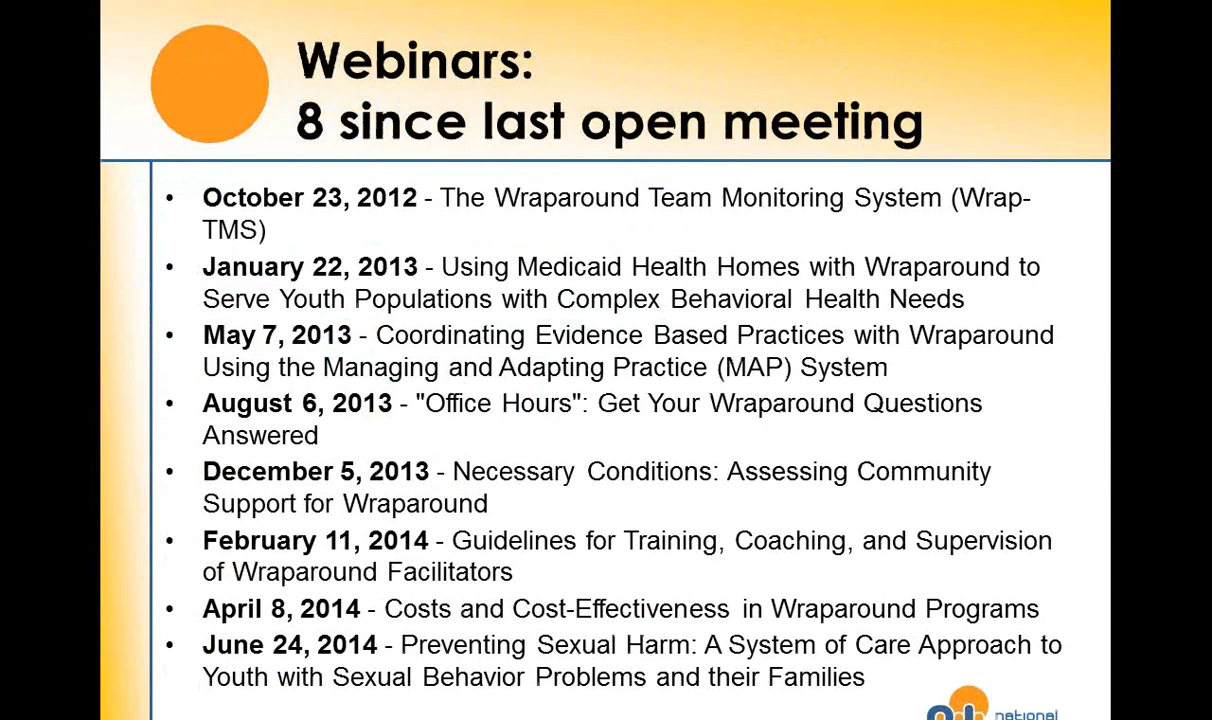 Webinars:
8 since last open meeting
• October 23, 2012 - The Wraparound Team Monitoring System (Wrap-
TMS)
• January 22, 2013 - Using Medicaid Health Homes with Wraparound to
Serve Youth Populations with Complex Behavioral Health Needs
• May 7, 2013 - Coordinating Evidence Based Practices with Wraparound
Using the Managing and Adapting Practice (MAP) System
• August 6, 2013 - "Office Hours": Get Your Wraparound Questions
Answered
• December 5, 2013 - Necessary Conditions: Assessing Community
Support for Wraparound
• February 11, 2014 - Guidelines for Training, Coaching, and Supervision
of Wraparound Facilitators
• April 8, 2014 - Costs and Cost-Effectiveness in Wraparound Programs
• June 24, 2014 - Preventing Sexual Harm: A System of Care Approach to
Youth with Sexual Behavior Problems and their Families
national